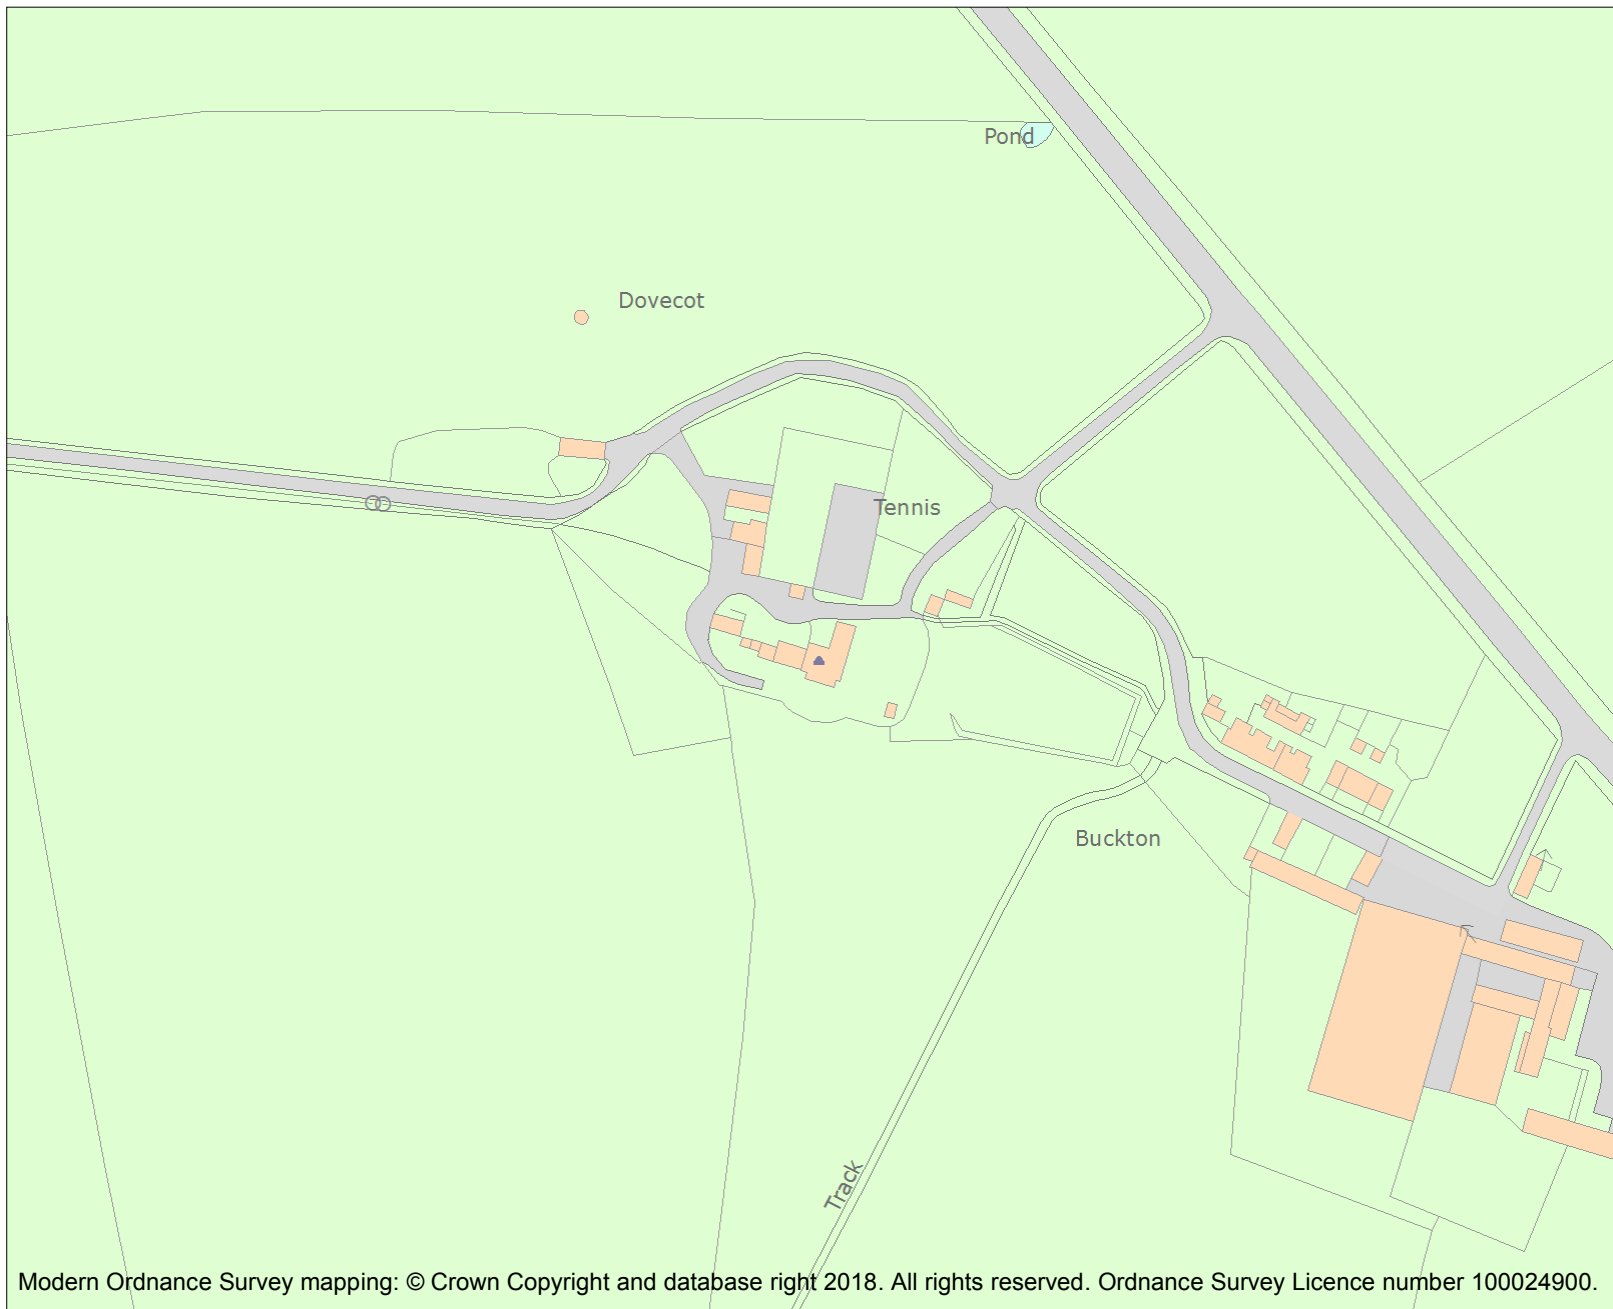 Pond
Dovecot
Tennis
Buckton
Track
Modern Ordnance Survey mapping: © Crown Copyright and database right 2018. All rights reserved. Ordnance Survey Licence number 100024900.